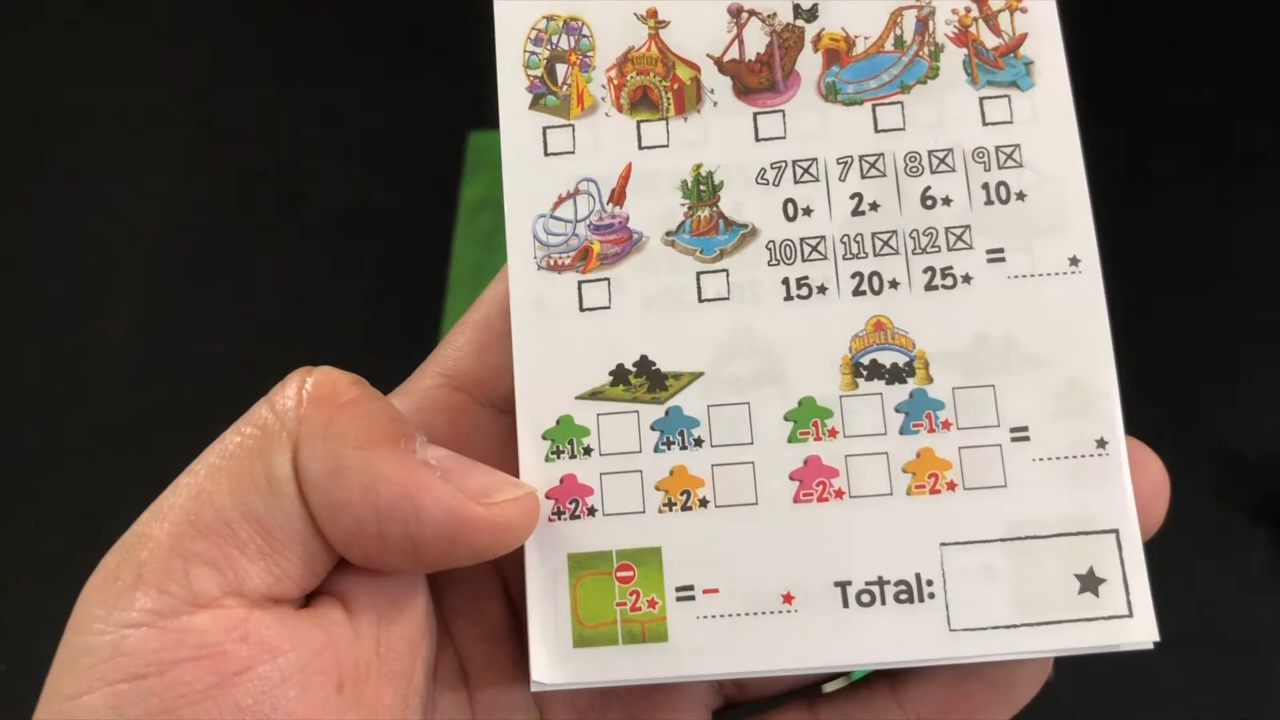 <7 7 8 9
0★ 2★ 6★ 10★
10 11 12 = ★
15★ 20★ 25★
MEEPLE LAND
+1★ +1★ -1★ -1★ = ★
+2★ +2★ -2★ -2★
-2★ = - ★ Total: ★